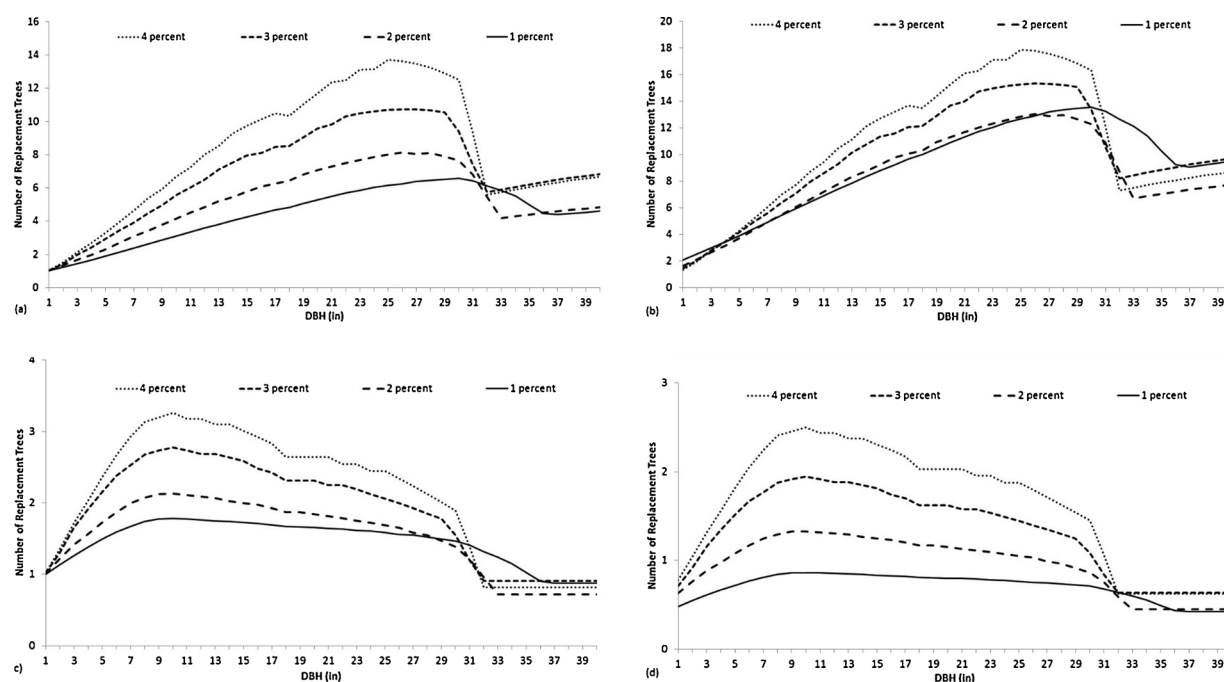 16
14
12
10
8
6
4
2
0
Number of Replacement Trees
4 percent 3 percent 2 percent 1 percent
1 3 5 7 9 11 13 15 17 19 21 23 25 27 29 31 33 35 37 39
DBH (in)
(a)
20
18
16
14
12
10
8
6
4
2
0
Number of Replacement Trees
4 percent 3 percent 2 percent 1 percent
1 3 5 7 9 11 13 15 17 19 21 23 25 27 29 31 33 35 37 39
DBH (in)
(b)
4
3
2
1
0
Number of Replacement Trees
4 percent 3 percent 2 percent 1 percent
1 3 5 7 9 11 13 15 17 19 21 23 25 27 29 31 33 35 37 39
DBH (in)
c)
3
2
1
0
Number of Replacement Trees
4 percent 3 percent 2 percent 1 percent
1 3 5 7 9 11 13 15 17 19 21 23 25 27 29 31 33 35 37 39
DBH (in)
(d)